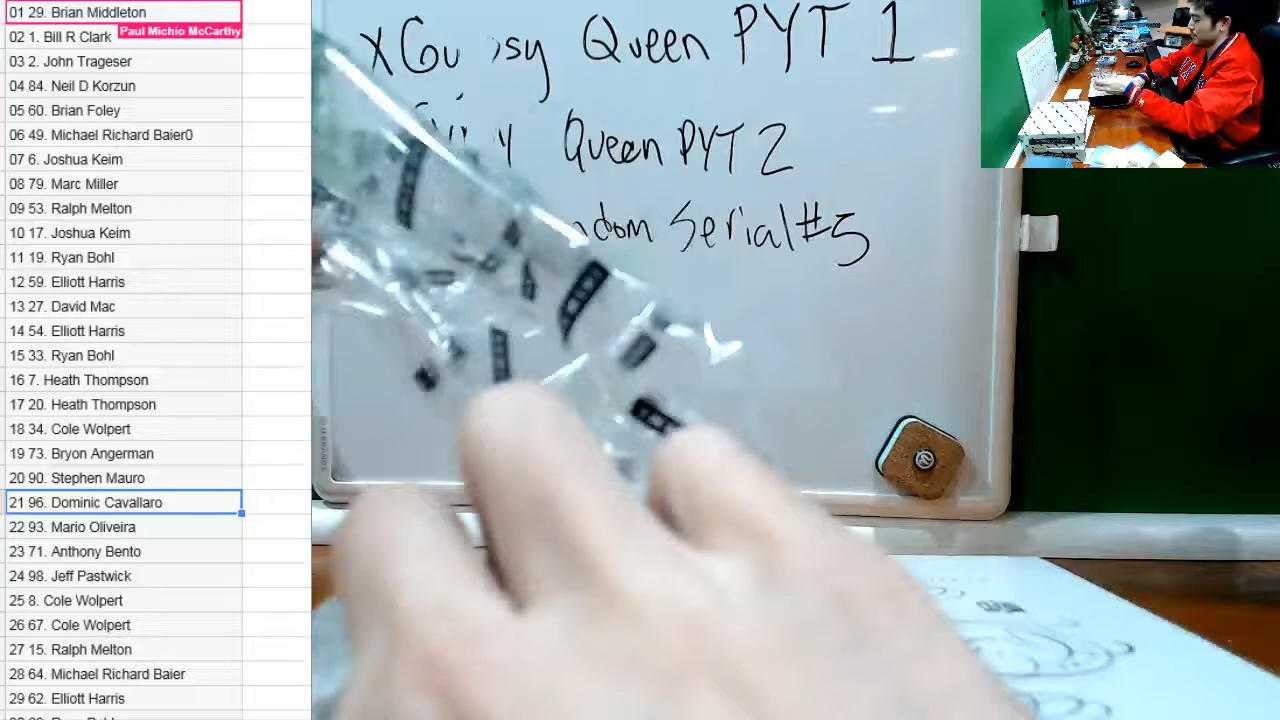 01 29. Brian Middleton
02 1. Bill R Clark
Paul Michio McCarthy
03 2. John Trageser
04 84. Neil D Korzun
05 60. Brian Foley
06 49. Michael Richard Baier0
07 6. Joshua Keim
08 79. Marc Miller
09 53. Ralph Melton
10 17. Joshua Keim
11 19. Ryan Bohl
12 59. Elliott Harris
13 27. David Mac
14 54. Elliott Harris
15 33. Ryan Bohl
16 7. Heath Thompson
17 20. Heath Thompson
18 34. Cole Wolpert
19 73. Bryon Angerman
20 90. Stephen Mauro
21 96. Dominic Cavallaro
22 93. Mario Oliveira
23 71. Anthony Bento
24 98. Jeff Pastwick
25 8. Cole Wolpert
26 67. Cole Wolpert
27 15. Ralph Melton
28 64. Michael Richard Baier
29 62. Elliott Harris
Queen PYT 1
Queen PYT 2
Serial #5